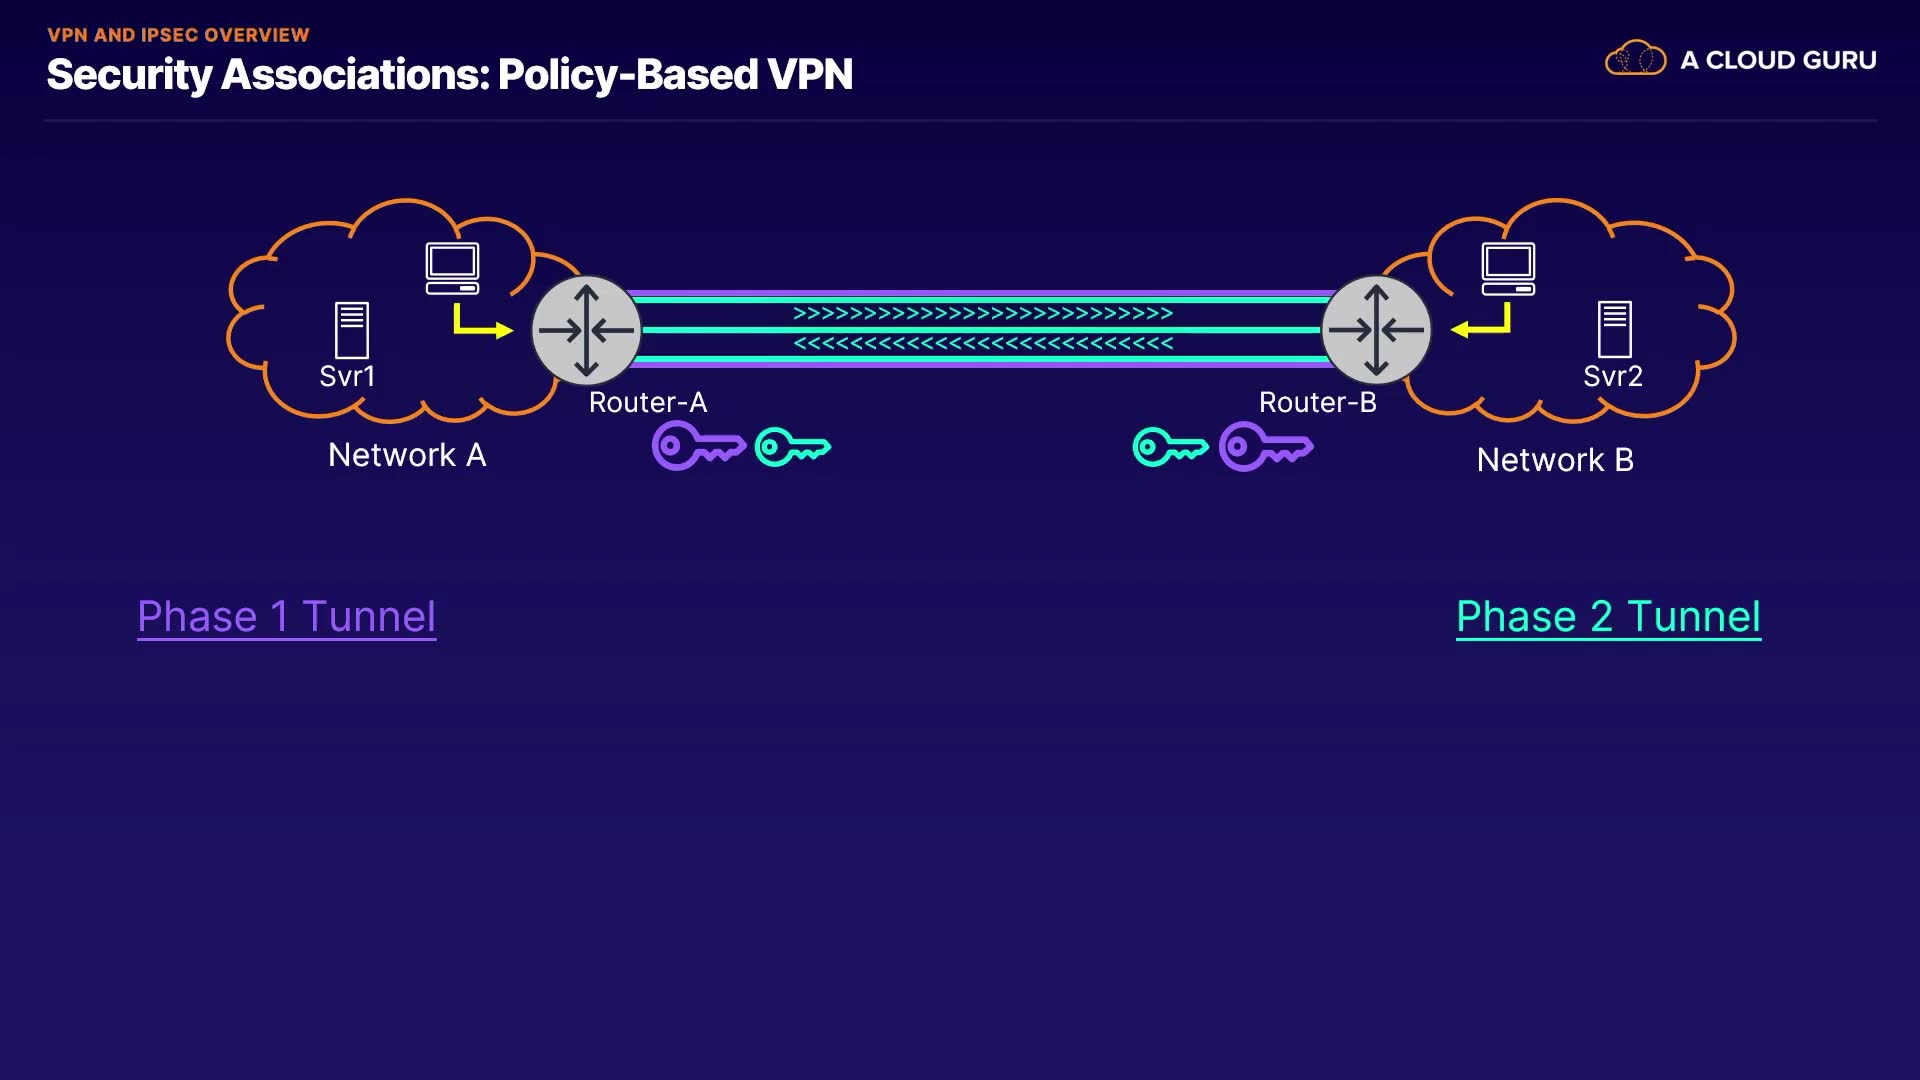 VPN AND IPSEC OVERVIEW
Security Associations: Policy-Based VPN
A CLOUD GURU
>>>>>>>>>>>>>>>>>>>>>>>>>>>
<<<<<<<<<<<<<<<<<<<<<<<<<<<
Svr1
Svr2
Router-A
Router-B
Network A
Network B
Phase 1 Tunnel
Phase 2 Tunnel